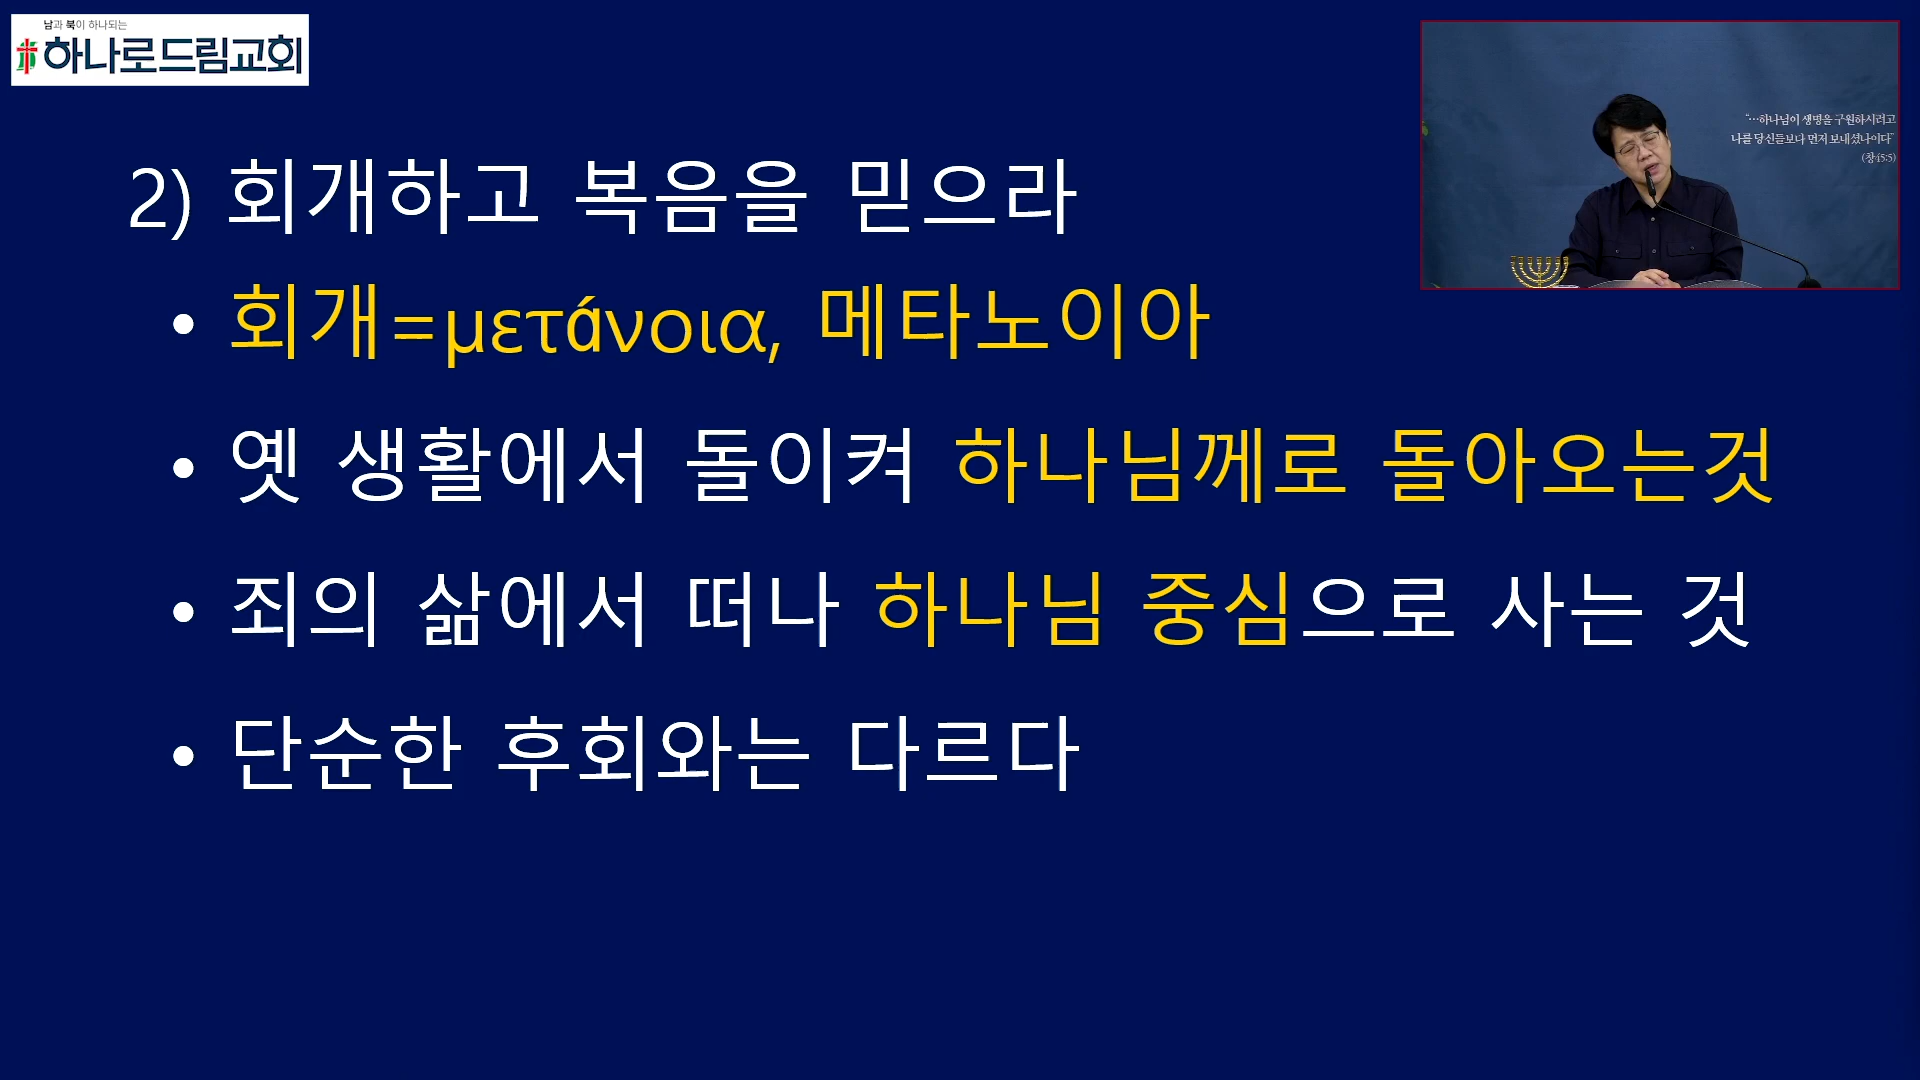 남과 북이 하나되는
하나로드림교회
"…하나님이 생명을 구원하시려고
나를 당신들보다 먼저 보내셨나이다"
(창45:5)
2) 회개하고 복음을 믿으라
• 회개=μετάνοια, 메타노이아
• 옛 생활에서 돌이켜 하나님께로 돌아오는것
• 죄의 삶에서 떠나 하나님 중심으로 사는 것
• 단순한 후회와는 다르다